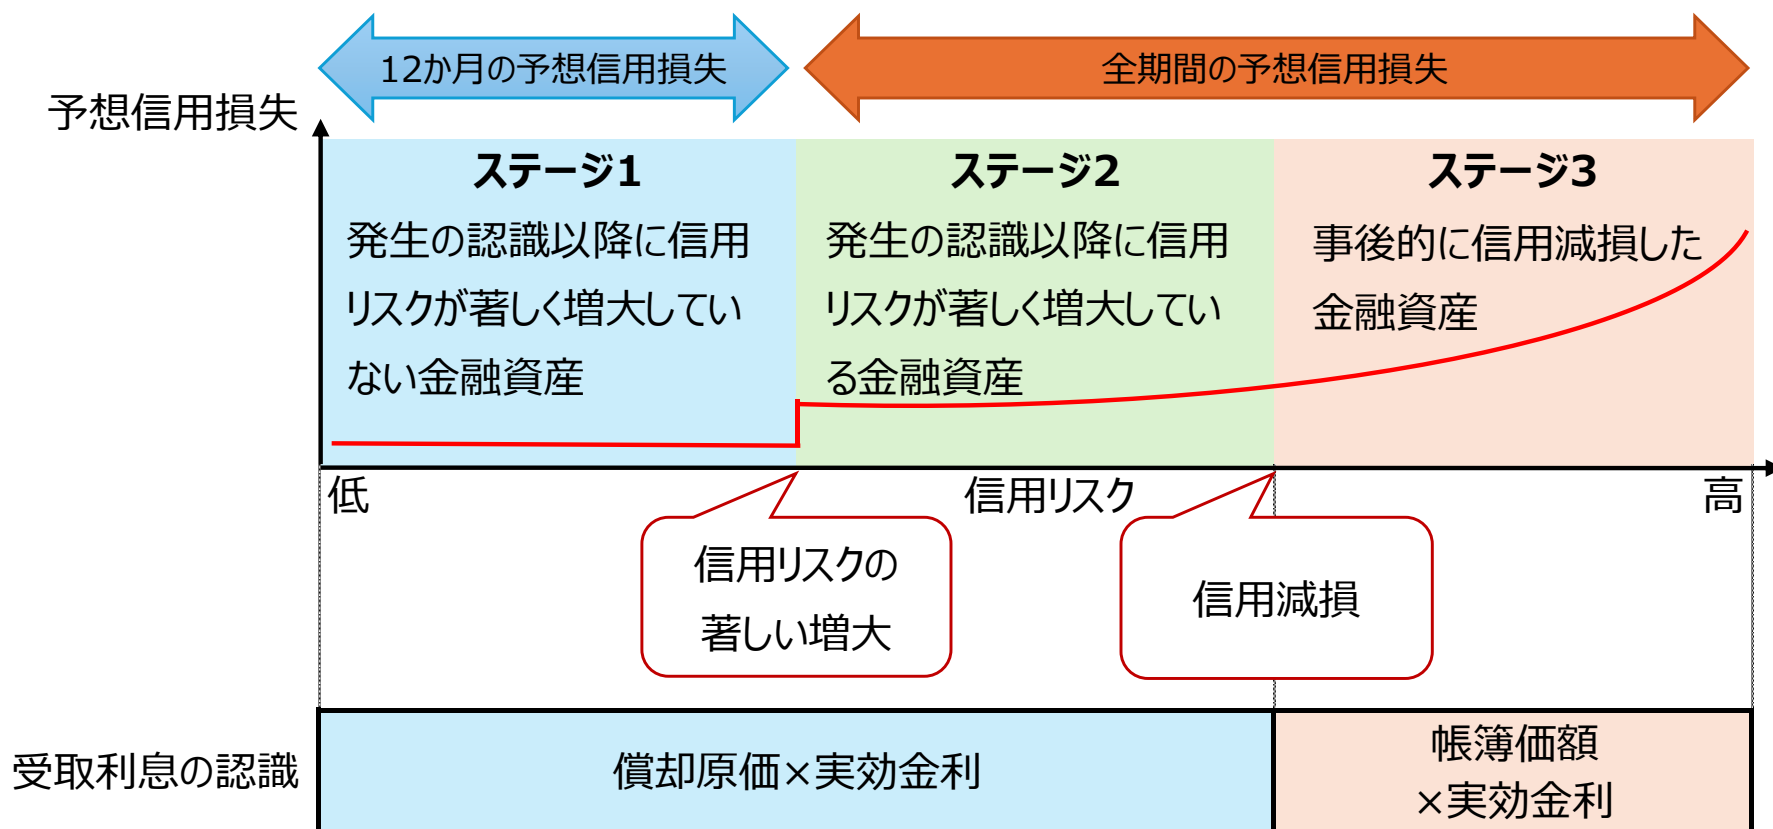 12か月の予想信用損失
全期間の予想信用損失
予想信用損失
ステージ1
発生の認識以降に信用
リスクが著しく増大してい
ない金融資産
ステージ2
発生の認識以降に信用
リスクが著しく増大してい
る金融資産
ステージ3
事後的に信用減損した
金融資産
低
信用リスク
高
信用リスクの
著しい増大
信用減損
受取利息の認識
償却原価×実効金利
帳簿価額
×実効金利